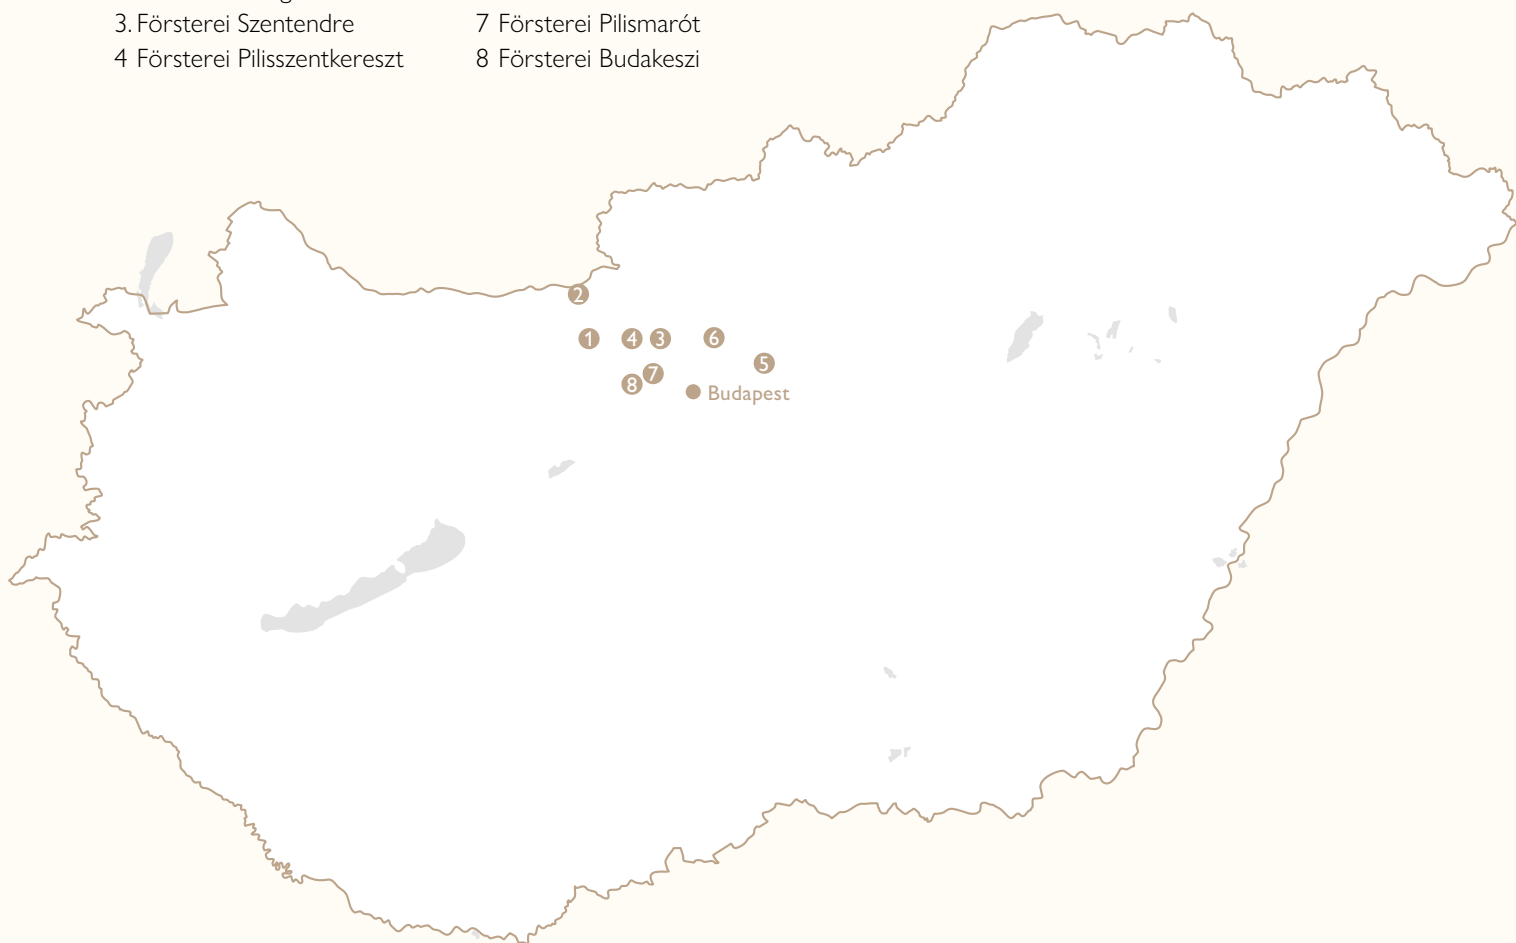 3. Försterei Szentendre
4 Försterei Pilisszentkereszt
7 Försterei Pilismarót
8 Försterei Budakeszi
2
1
4
3
6
5
7
8
Budapest